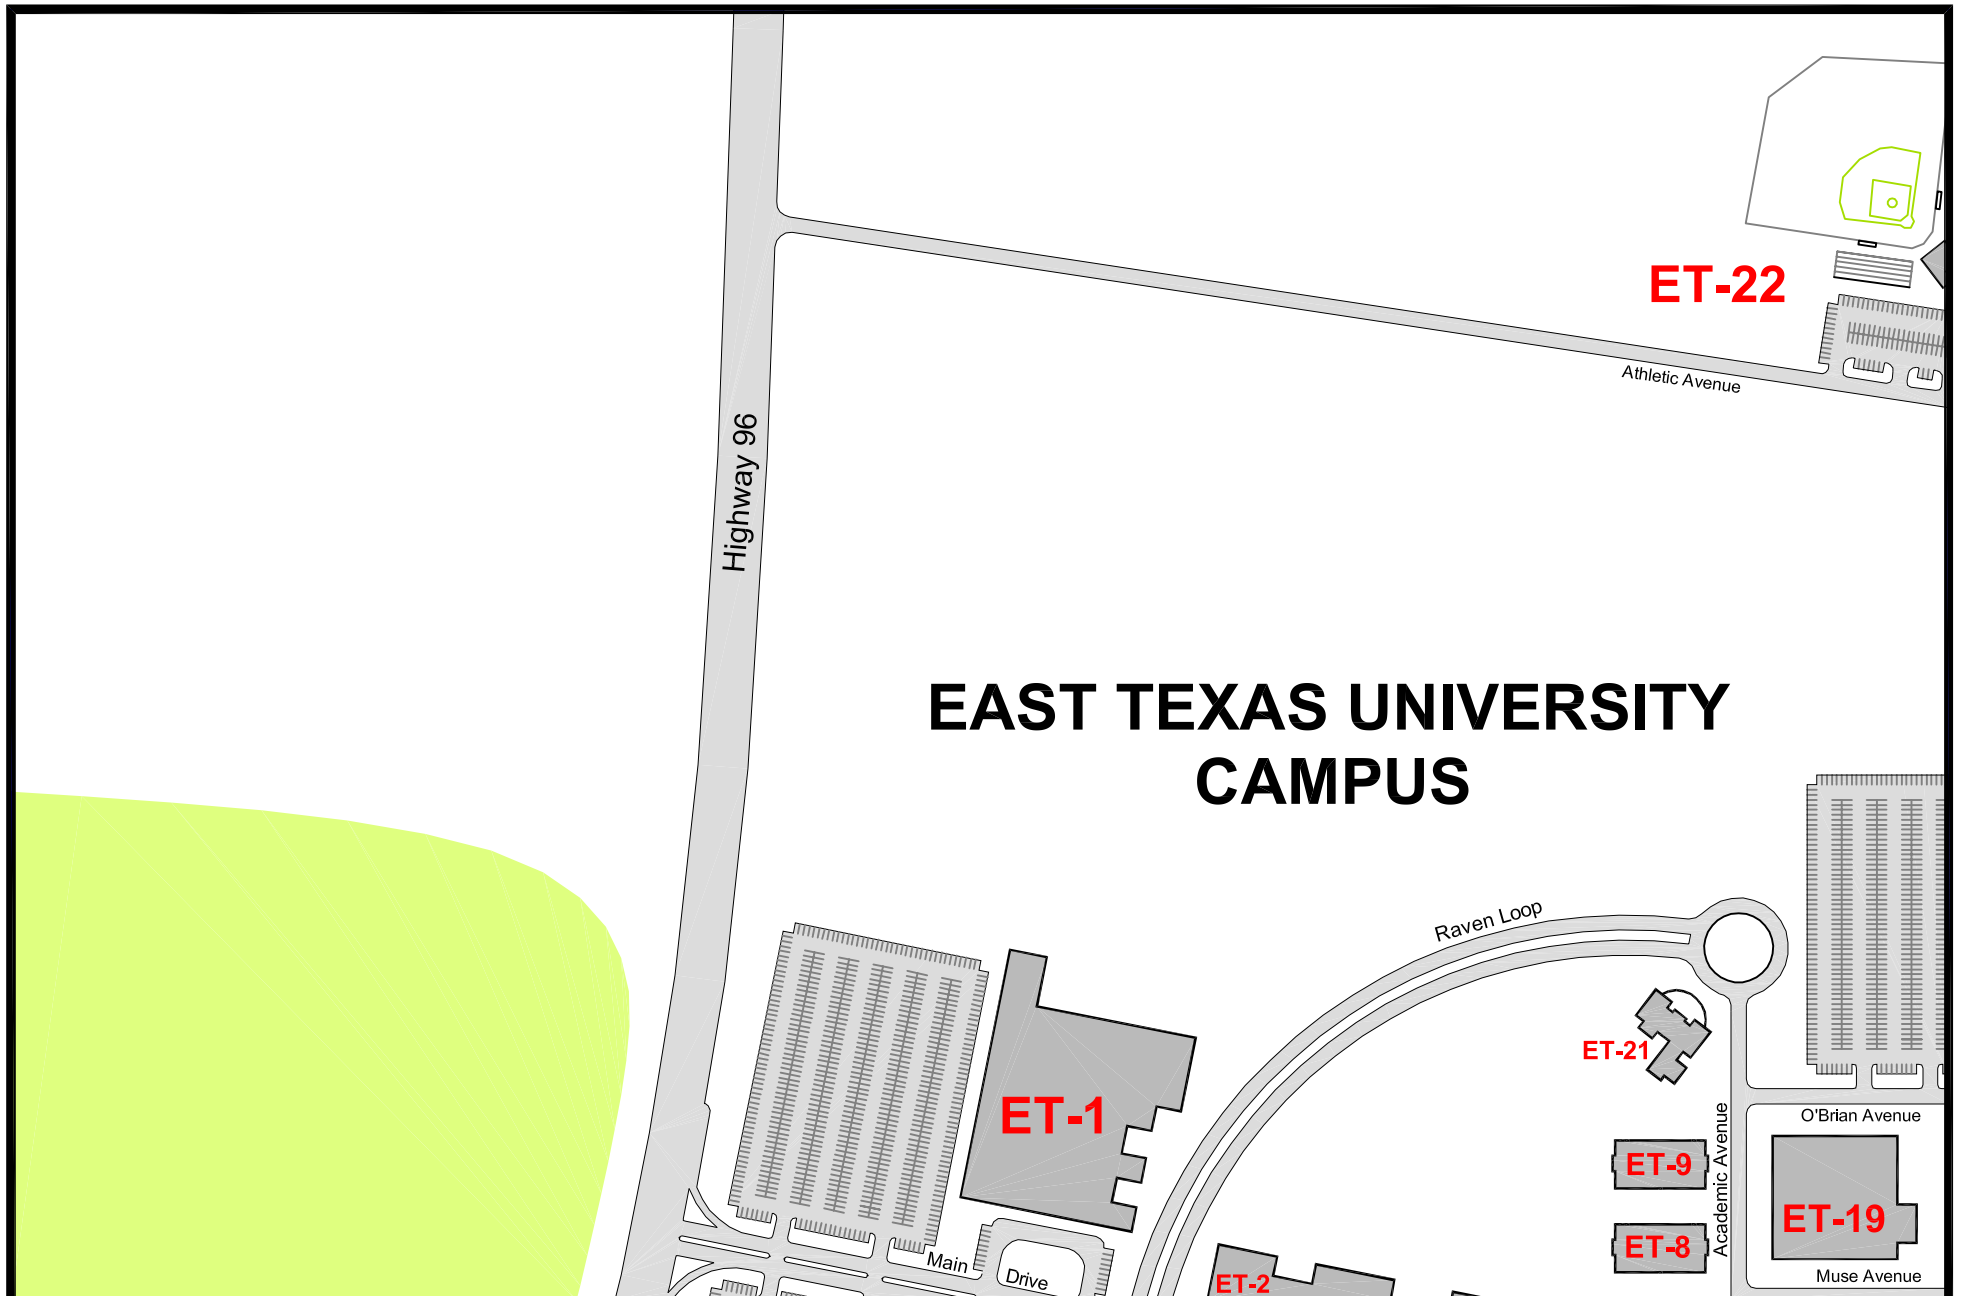 ET-22
Athletic Avenue
Highway 96
EAST TEXAS UNIVERSITY
CAMPUS
Raven Loop
ET-21
ET-1
O'Brian Avenue
Academic Avenue
ET-9
ET-19
ET-8
Main Drive
ET-2
Muse Avenue